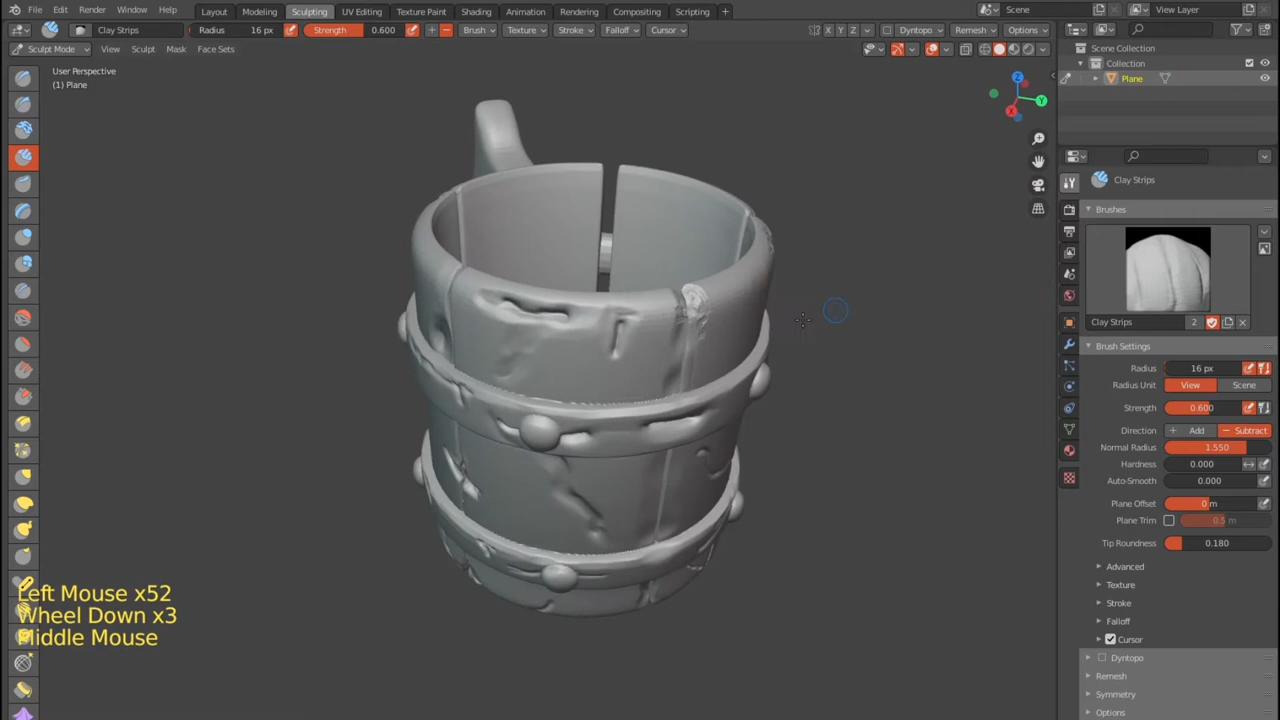 File Edit Render Window Help Layout Modeling Sculpting UV Editing Texture Paint Shading Animation Rendering Compositing Scripting + Scene View Layer
Clay Strips Radius 16 px Strength 0.600 Brush Texture Stroke Falloff Cursor X Y Z Dyntopo Remesh Options
Sculpt Mode View Sculpt Mask Face Sets
Scene Collection
Collection
Plane
User Perspective
(1) Plane
Z
Y
X
Clay Strips
Brushes
Clay Strips 2
Brush Settings
Radius 16 px
Radius Unit View Scene
Strength 0.600
Direction + Add − Subtract
Normal Radius 1.550
Hardness 0.000
Auto-Smooth 0.000
Plane Offset 0 m
Plane Trim 0.5 m
Tip Roundness 0.180
Advanced
Texture
Stroke
Falloff
Cursor
Dyntopo
Remesh
Symmetry
Options
Left Mouse x52
Wheel Down x3
Middle Mouse